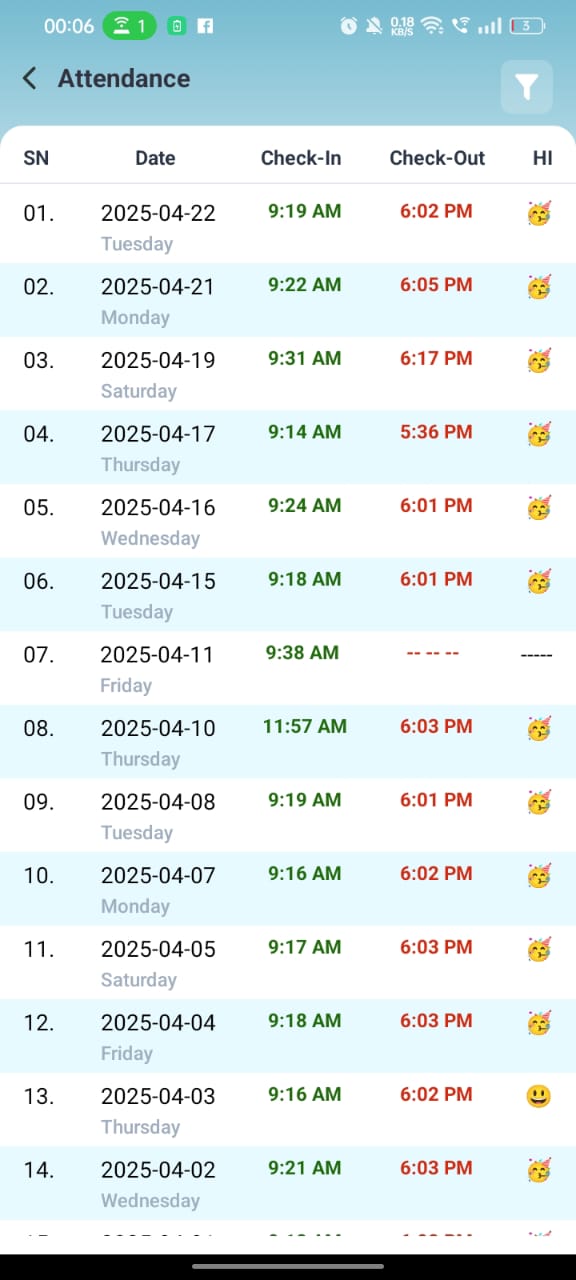 00:06 1 0.18 KB/S 3
Attendance
SN Date Check-In Check-Out HI
01. 2025-04-22 9:19 AM 6:02 PM 🥳
Tuesday
02. 2025-04-21 9:22 AM 6:05 PM 🥳
Monday
03. 2025-04-19 9:31 AM 6:17 PM 🥳
Saturday
04. 2025-04-17 9:14 AM 5:36 PM 🥳
Thursday
05. 2025-04-16 9:24 AM 6:01 PM 🥳
Wednesday
06. 2025-04-15 9:18 AM 6:01 PM 🥳
Tuesday
07. 2025-04-11 9:38 AM -- -- -- -----
Friday
08. 2025-04-10 11:57 AM 6:03 PM 🥳
Thursday
09. 2025-04-08 9:19 AM 6:01 PM 🥳
Tuesday
10. 2025-04-07 9:16 AM 6:02 PM 🥳
Monday
11. 2025-04-05 9:17 AM 6:03 PM 🥳
Saturday
12. 2025-04-04 9:18 AM 6:03 PM 🥳
Friday
13. 2025-04-03 9:16 AM 6:02 PM 😃
Thursday
14. 2025-04-02 9:21 AM 6:03 PM 🥳
Wednesday